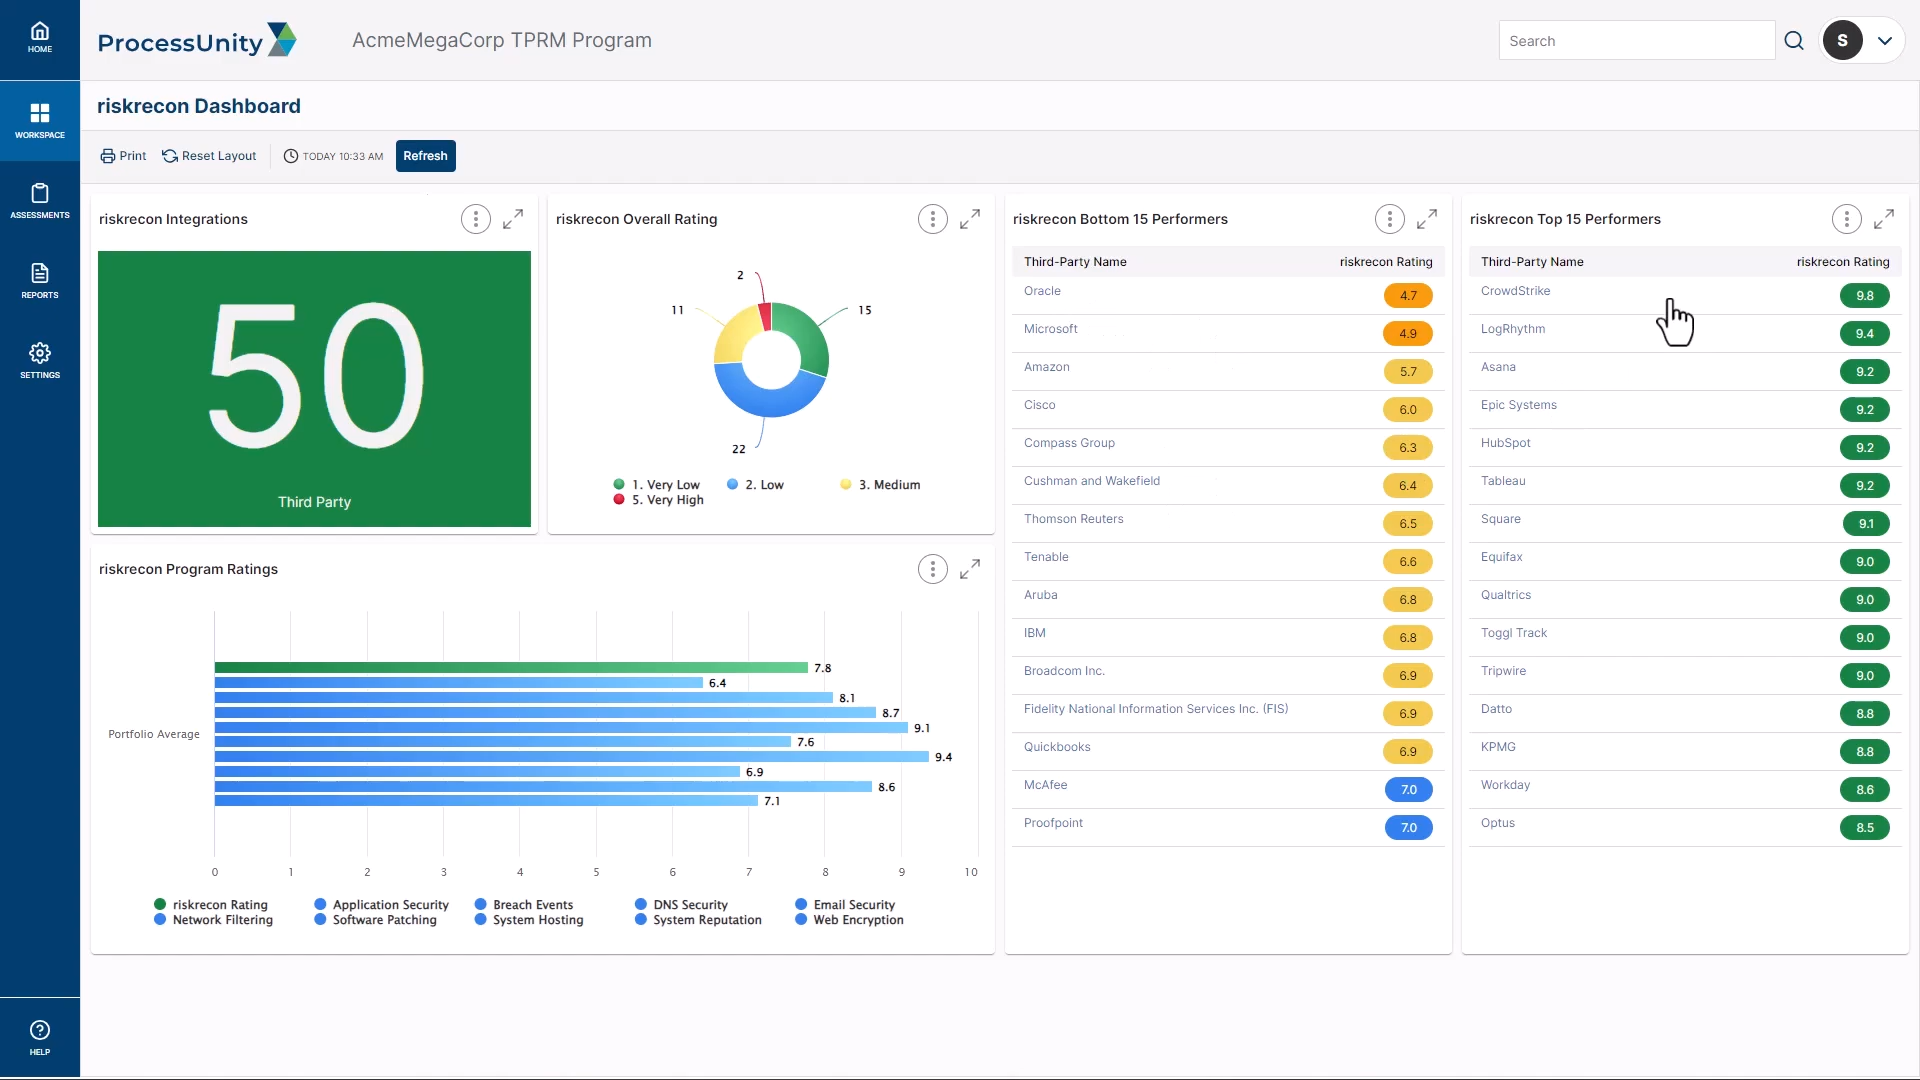 HOME
ProcessUnity
AcmeMegaCorp TPRM Program
Search
S
WORKSPACE
ASSESSMENTS
REPORTS
SETTINGS
HELP
riskrecon Dashboard
Print
Reset Layout
TODAY 10:33 AM
Refresh
riskrecon Integrations
50
Third Party
riskrecon Overall Rating
2
11
15
22
1. Very Low
2. Low
3. Medium
5. Very High
riskrecon Program Ratings
Portfolio Average
7.8
6.4
8.1
8.7
9.1
7.6
9.4
6.9
8.6
7.1
0 1 2 3 4 5 6 7 8 9 10
riskrecon Rating Application Security Breach Events DNS Security Email Security
Network Filtering Software Patching System Hosting System Reputation Web Encryption
riskrecon Bottom 15 Performers
Third-Party Name riskrecon Rating
Oracle 4.7
Microsoft 4.9
Amazon 5.7
Cisco 6.0
Compass Group 6.3
Cushman and Wakefield 6.4
Thomson Reuters 6.5
Tenable 6.6
Aruba 6.8
IBM 6.8
Broadcom Inc. 6.9
Fidelity National Information Services Inc. (FIS) 6.9
Quickbooks 6.9
McAfee 7.0
Proofpoint 7.0
riskrecon Top 15 Performers
Third-Party Name riskrecon Rating
CrowdStrike 9.8
LogRhythm 9.4
Asana 9.2
Epic Systems 9.2
HubSpot 9.2
Tableau 9.2
Square 9.1
Equifax 9.0
Qualtrics 9.0
Toggl Track 9.0
Tripwire 9.0
Datto 8.8
KPMG 8.8
Workday 8.6
Optus 8.5